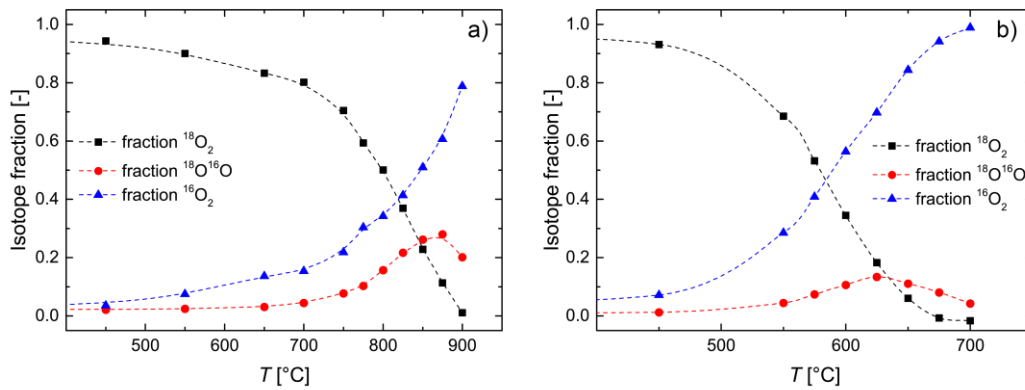 a)
1.0
0.8
0.6
0.4
0.2
0.0
Isotope fraction [-]
fraction ¹⁸O₂
fraction ¹⁸O¹⁶O
fraction ¹⁶O₂
500 600 700 800 900
T [°C]
b)
1.0
0.8
0.6
0.4
0.2
0.0
Isotope fraction [-]
fraction ¹⁸O₂
fraction ¹⁸O¹⁶O
fraction ¹⁶O₂
500 600 700
T [°C]